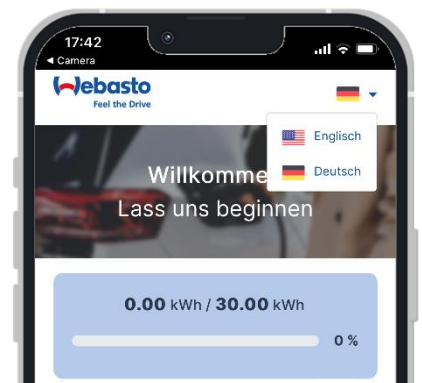 17:42
◀ Camera
Webasto
Feel the Drive
Englisch
Deutsch
Willkomme
Lass uns beginnen
0.00 kWh / 30.00 kWh
0 %